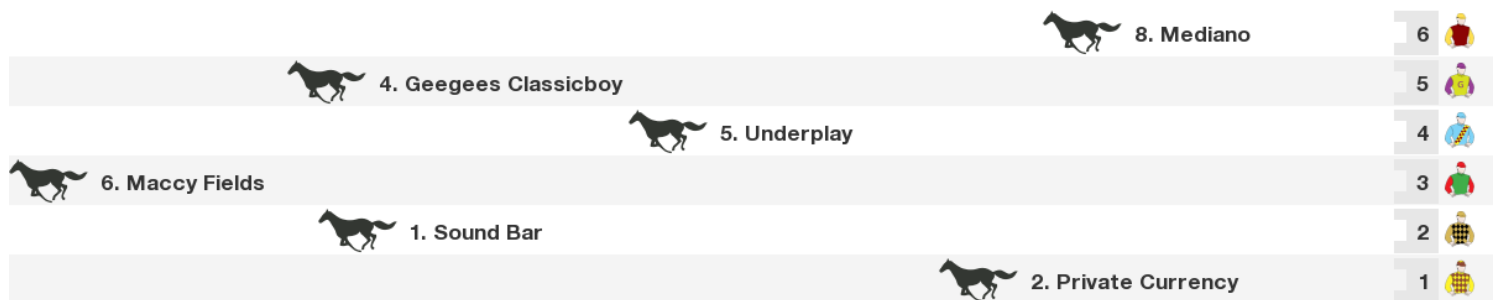 8. Mediano 6
4. Geegees Classicboy 5 G
5. Underplay 4
6. Maccy Fields 3
1. Sound Bar 2
2. Private Currency 1